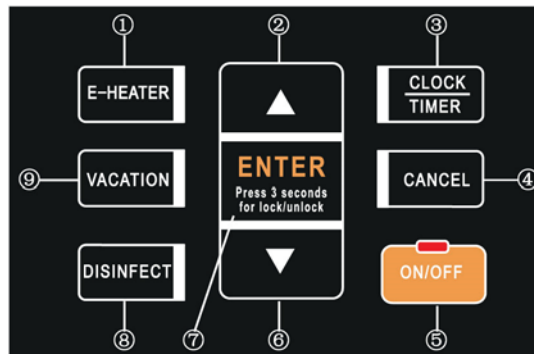 ① ② ③
E-HEATER
CLOCK
TIMER
⑨ VACATION
ENTER
Press 3 seconds
for lock/unlock
CANCEL ④
DISINFECT
ON/OFF
⑧ ⑦ ⑥ ⑤